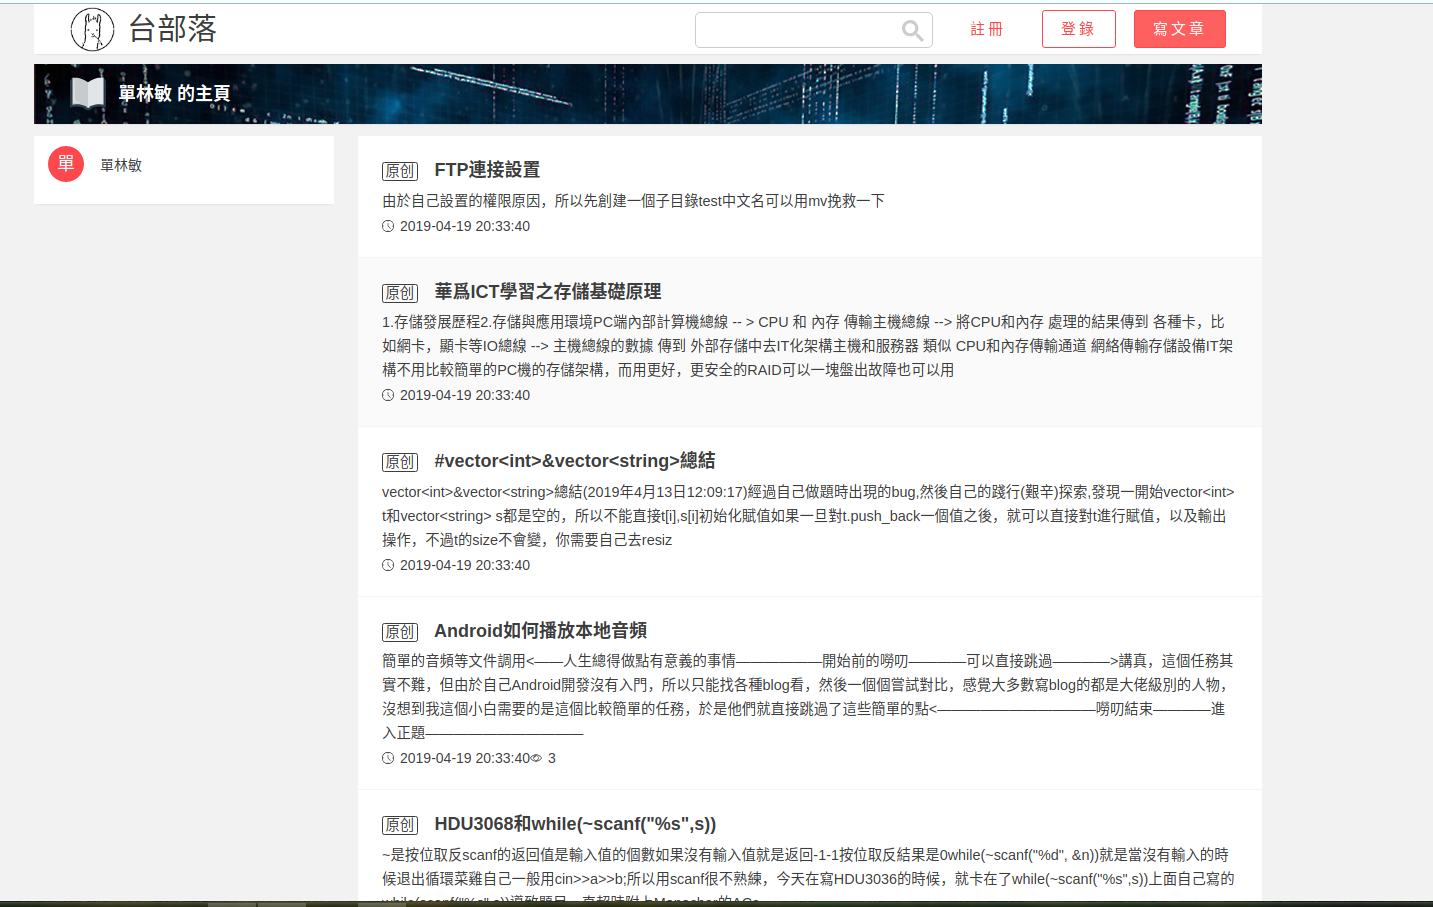 台部落
註冊
登錄
寫文章
單林敏 的主頁
單
單林敏
原创 FTP連接設置
由於自己設置的權限原因，所以先創建一個子目錄test中文名可以用mv挽救一下
2019-04-19 20:33:40
原创 華爲ICT學習之存儲基礎原理
1.存儲發展歷程2.存儲與應用環境PC端內部計算機總線 -- > CPU 和 內存 傳輸主機總線 --> 將CPU和內存 處理的結果傳到 各種卡，比
如網卡，顯卡等IO總線 --> 主機總線的數據 傳到 外部存儲中去IT化架構主機和服務器 類似 CPU和內存傳輸通道 網絡傳輸存儲設備IT架
構不用比較簡單的PC機的存儲架構，而用更好，更安全的RAID可以一塊盤出故障也可以用
2019-04-19 20:33:40
原创 #vector<int>&vector<string>總結
vector<int>&vector<string>總結(2019年4月13日12:09:17)經過自己做題時出現的bug,然後自己的踐行(艱辛)探索,發現一開始vector<int>
t和vector<string> s都是空的，所以不能直接t[i],s[i]初始化賦值如果一旦對t.push_back一個值之後，就可以直接對t進行賦值，以及輸出
操作，不過t的size不會變，你需要自己去resiz
2019-04-19 20:33:40
原创 Android如何播放本地音頻
簡單的音頻等文件調用<——人生總得做點有意義的事情——————開始前的嘮叨————可以直接跳過————>講真，這個任務其
實不難，但由於自己Android開發沒有入門，所以只能找各種blog看，然後一個個嘗試對比，感覺大多數寫blog的都是大佬級別的人物，
沒想到我這個小白需要的是這個比較簡單的任務，於是他們就直接跳過了這些簡單的點<———————————嘮叨結束————進
入正題———————————
2019-04-19 20:33:40 3
原创 HDU3068和while(~scanf("%s",s))
~是按位取反scanf的返回值是輸入值的個數如果沒有輸入值就是返回-1-1按位取反結果是0while(~scanf("%d", &n))就是當沒有輸入的時
候退出循環菜雞自己一般用cin>>a>>b;所以用scanf很不熟練，今天在寫HDU3036的時候，就卡在了while(~scanf("%s",s))上面自己寫的